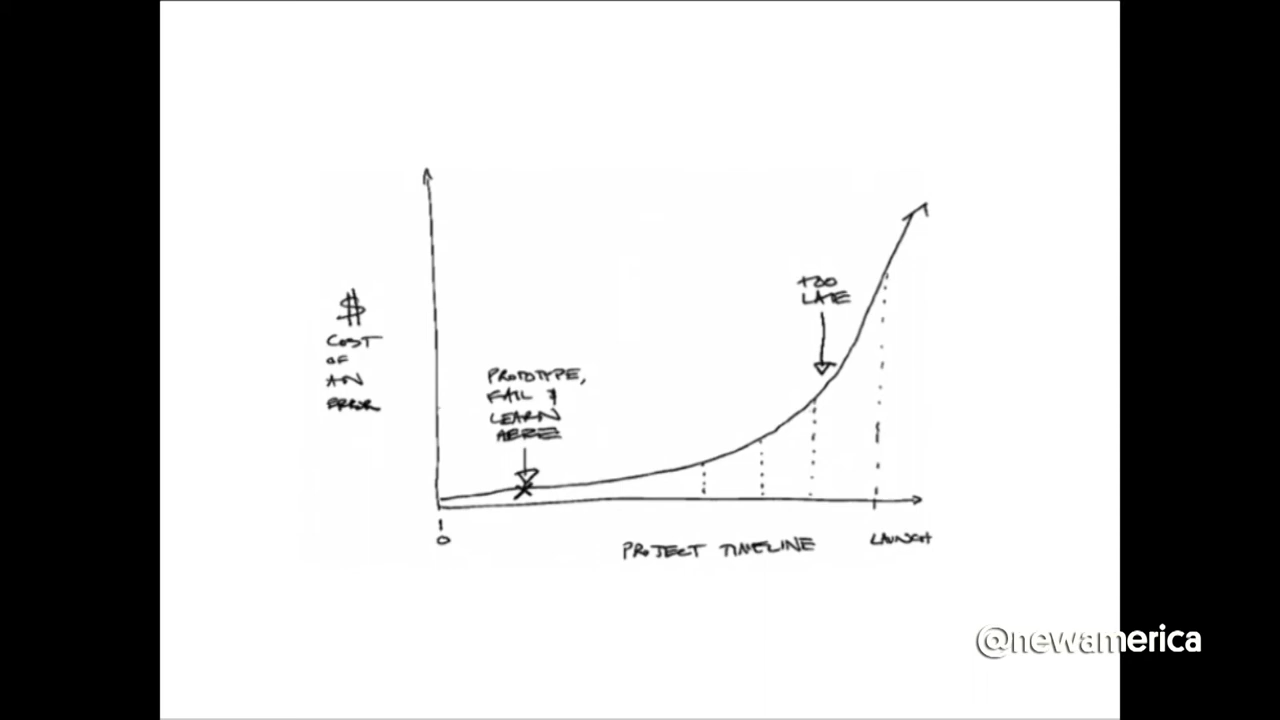 $
COST
OF
AN
ERROR
PROTOTYPE,
FAIL &
LEARN
HERE
TOO
LATE
0
PROJECT TIMELINE
LAUNCH
@newamerica